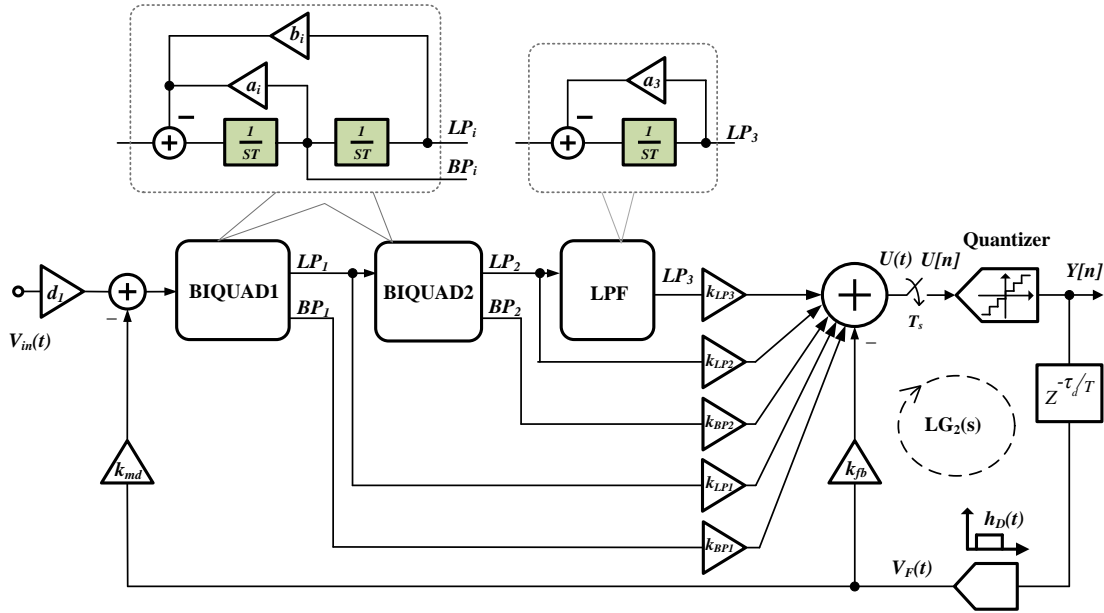 b_i
a_i
1
ST
1
ST
LP_i
BP_i
a_3
1
ST
LP_3
Quantizer
V_in(t)
d_1
BIQUAD1
LP_1
BP_1
BIQUAD2
LP_2
BP_2
LPF
LP_3
k_LP3
k_LP2
k_BP2
k_LP1
k_BP1
U(t)
U[n]
T_s
Y[n]
Z^-τ_d/T
LG_2(s)
k_md
k_fb
h_D(t)
V_F(t)